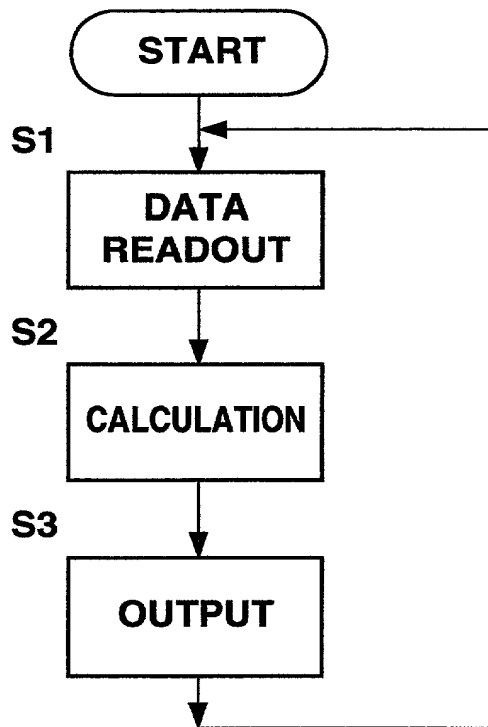 START
S1
DATA
READOUT
S2
CALCULATION
S3
OUTPUT